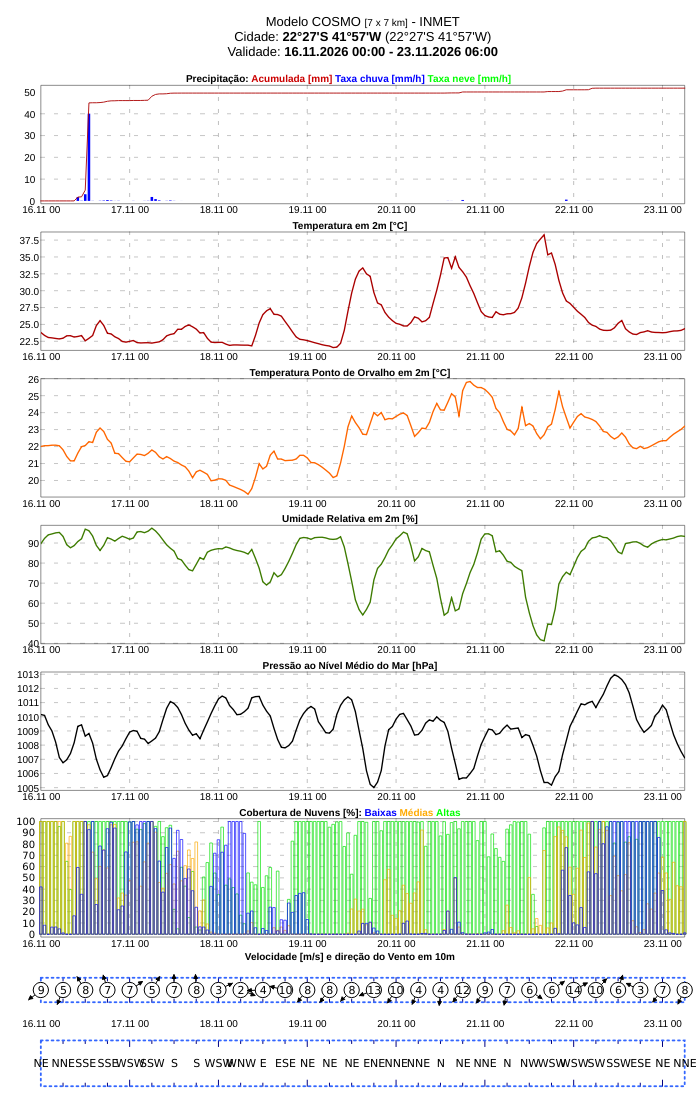 Modelo COSMO [7 x 7 km] - INMET
Cidade: 22°27'S 41°57'W (22°27'S 41°57'W)
Validade: 16.11.2026 00:00 - 23.11.2026 06:00
Precipitação: Acumulada [mm] Taxa chuva [mm/h] Taxa neve [mm/h]
50
40
30
20
10
0
16.11 00 17.11 00 18.11 00 19.11 00 20.11 00 21.11 00 22.11 00 23.11 00
Temperatura em 2m [°C]
37.5
35.0
32.5
30.0
27.5
25.0
22.5
16.11 00 17.11 00 18.11 00 19.11 00 20.11 00 21.11 00 22.11 00 23.11 00
Temperatura Ponto de Orvalho em 2m [°C]
26
25
24
23
22
21
20
16.11 00 17.11 00 18.11 00 19.11 00 20.11 00 21.11 00 22.11 00 23.11 00
Umidade Relativa em 2m [%]
90
80
70
60
50
40
16.11 00 17.11 00 18.11 00 19.11 00 20.11 00 21.11 00 22.11 00 23.11 00
Pressão ao Nível Médio do Mar [hPa]
1013
1012
1011
1010
1009
1008
1007
1006
1005
16.11 00 17.11 00 18.11 00 19.11 00 20.11 00 21.11 00 22.11 00 23.11 00
Cobertura de Nuvens [%]: Baixas Médias Altas
100
90
80
70
60
50
40
30
20
10
0
16.11 00 17.11 00 18.11 00 19.11 00 20.11 00 21.11 00 22.11 00 23.11 00
Velocidade [m/s] e direção do Vento em 10m
9 5 8 7 7 5 7 8 3 2 4 10 8 8 8 13 10 4 4 12 9 7 6 6 14 10 6 3 7 8
16.11 00 17.11 00 18.11 00 19.11 00 20.11 00 21.11 00 22.11 00 23.11 00
NE NNE SSE SSE WSW SSW S S WSW WNW E ESE NE NE NE ENE NNE NNE N NE NNE N NW WSW WSW SW SSW ESE NE NNE